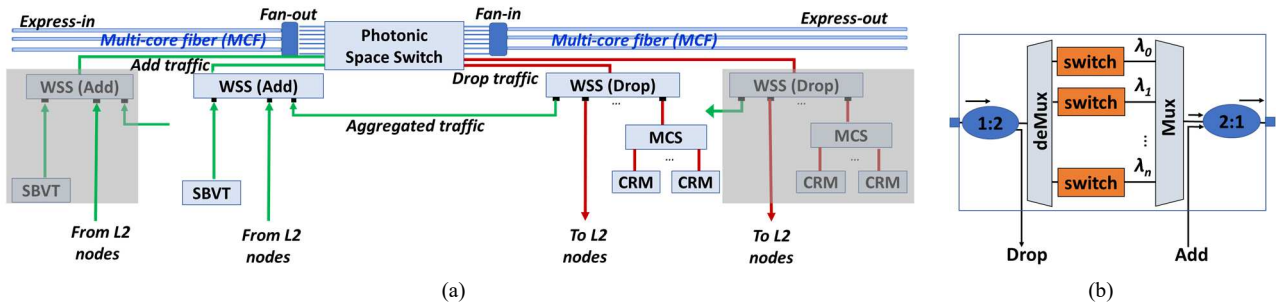 Express-in
Fan-out
Fan-in
Express-out
Multi-core fiber (MCF)
Photonic
Space Switch
Multi-core fiber (MCF)
Add traffic
Drop traffic
WSS (Add)
WSS (Add)
WSS (Drop)
WSS (Drop)
...
...
Aggregated traffic
MCS
MCS
...
...
SBVT
SBVT
CRM
CRM
CRM
CRM
From L2
nodes
From L2
nodes
To L2
nodes
To L2
nodes
(a)
1:2
deMux
switch
λ0
switch
λ1
...
switch
λn
Mux
2:1
Drop
Add
(b)